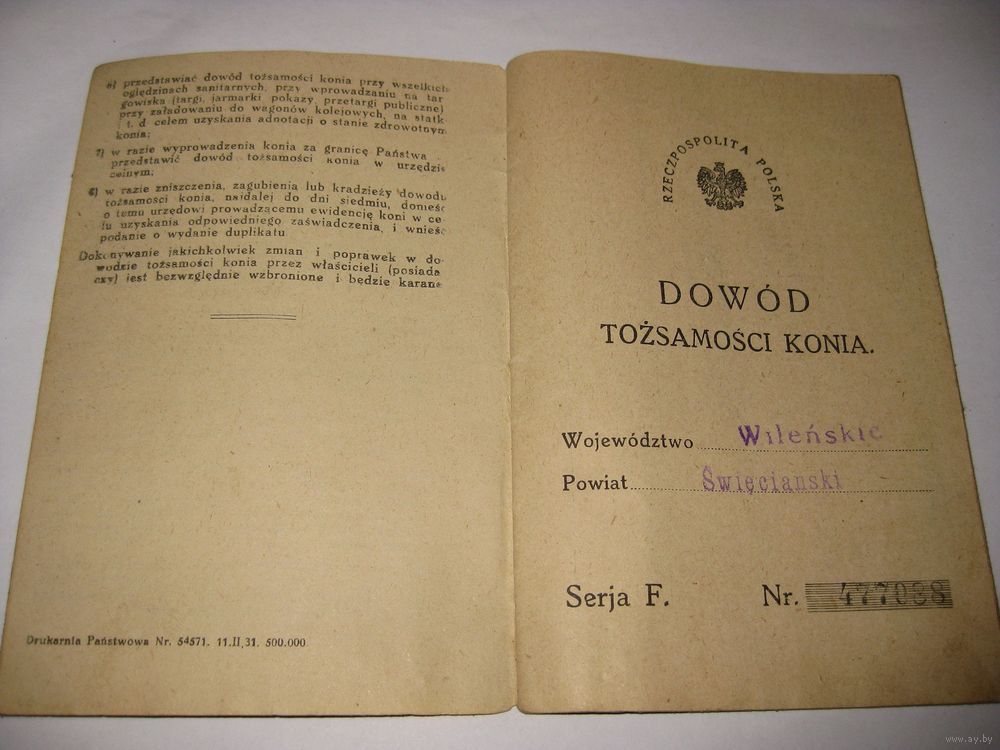 6) przedstawiać dowód tożsamości konia przy wszelkich
oględzinach sanitarnych, przy wprowadzaniu na tar
gowiska (targi, jarmarki pokazy, przetargi publiczne)
przy załadowaniu do wagonów kolejowych, na statk
i t. d. celem uzyskania adnotacji o stanie zdrowotnym
konia;
7) w razie wyprowadzenia konia za granicę Państwa
przedstawić dowód tożsamości konia w urzędzie
celnym;
8) w razie zniszczenia, zagubienia lub kradzieży dowodu
tożsamości konia, najdalej do dni siedmiu, donieść
o temu urzędowi prowadzącemu ewidencję koni w ce
lu uzyskania odpowiedniego zaświadczenia, i wnieść
podanie o wydanie duplikatu
Dokonywanie jakichkolwiek zmian i poprawek w do-
wodzie tożsamości konia przez właścicieli (posiada
czy) jest bezwzględnie wzbronione i będzie karane
Drukarnia Państwowa Nr. 54571. 11.II,31. 500.000
RZECZPOSPOLITA POLSKA
DOWÓD
TOŻSAMOŚCI KONIA.
Województwo Wileńskie
Powiat Święciański
Serja F. Nr. 477038
www.ay.by